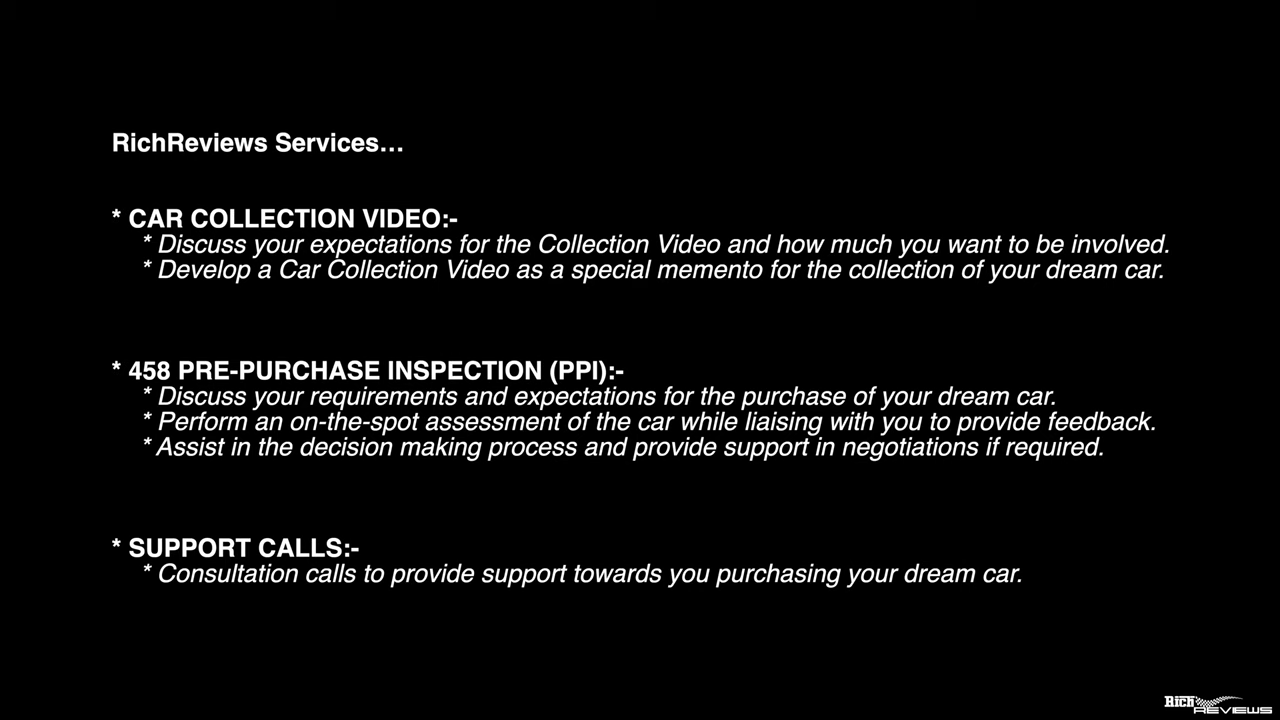 RichReviews Services...
* CAR COLLECTION VIDEO:-
* Discuss your expectations for the Collection Video and how much you want to be involved.
* Develop a Car Collection Video as a special memento for the collection of your dream car.
* 458 PRE-PURCHASE INSPECTION (PPI):-
* Discuss your requirements and expectations for the purchase of your dream car.
* Perform an on-the-spot assessment of the car while liaising with you to provide feedback.
* Assist in the decision making process and provide support in negotiations if required.
* SUPPORT CALLS:-
* Consultation calls to provide support towards you purchasing your dream car.
Rich
REVIEWS